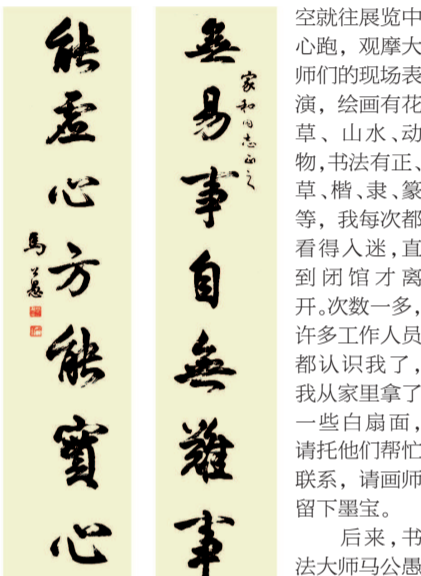 無易事自無難事
家和同志正之
能虛心方能實心
馬公愚
空就往展览中
心跑，观摩大
师们的现场表
演，绘画有花
草、山水、动
物，书法有正、
草、楷、隶、篆
等，我每次都
看得入迷，直
到闭馆才离
开。次数一多，
许多工作人员
都认识我了，
我从家里拿了
一些白扇面，
请托他们帮忙
联系，请画师
留下墨宝。
后来，书
法大师马公愚